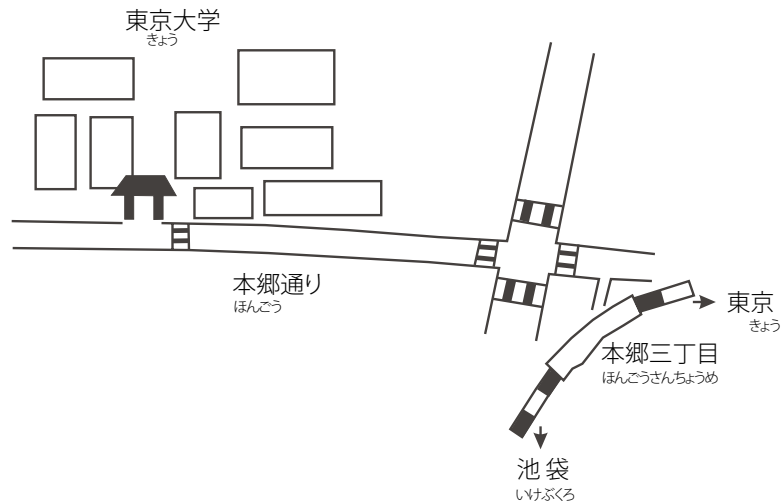 東京大学
きょう
本郷通り
ほんごう
東京
きょう
本郷三丁目
ほんごうさんちょうめ
池袋
いけぶくろ